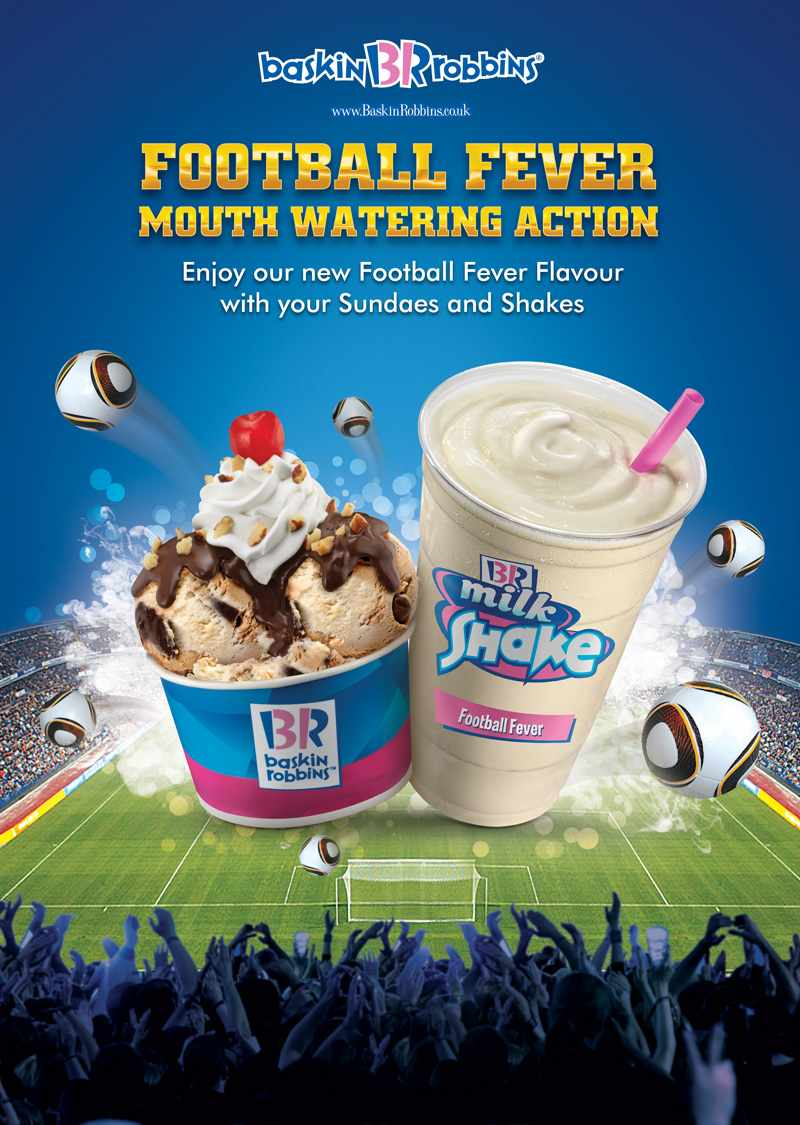 baskin BR robbins®
www.BaskinRobbins.co.uk
FOOTBALL FEVER
MOUTH WATERING ACTION
Enjoy our new Football Fever Flavour
with your Sundaes and Shakes
BR
milk
Shake
Football Fever
BR
baskin
robbins™